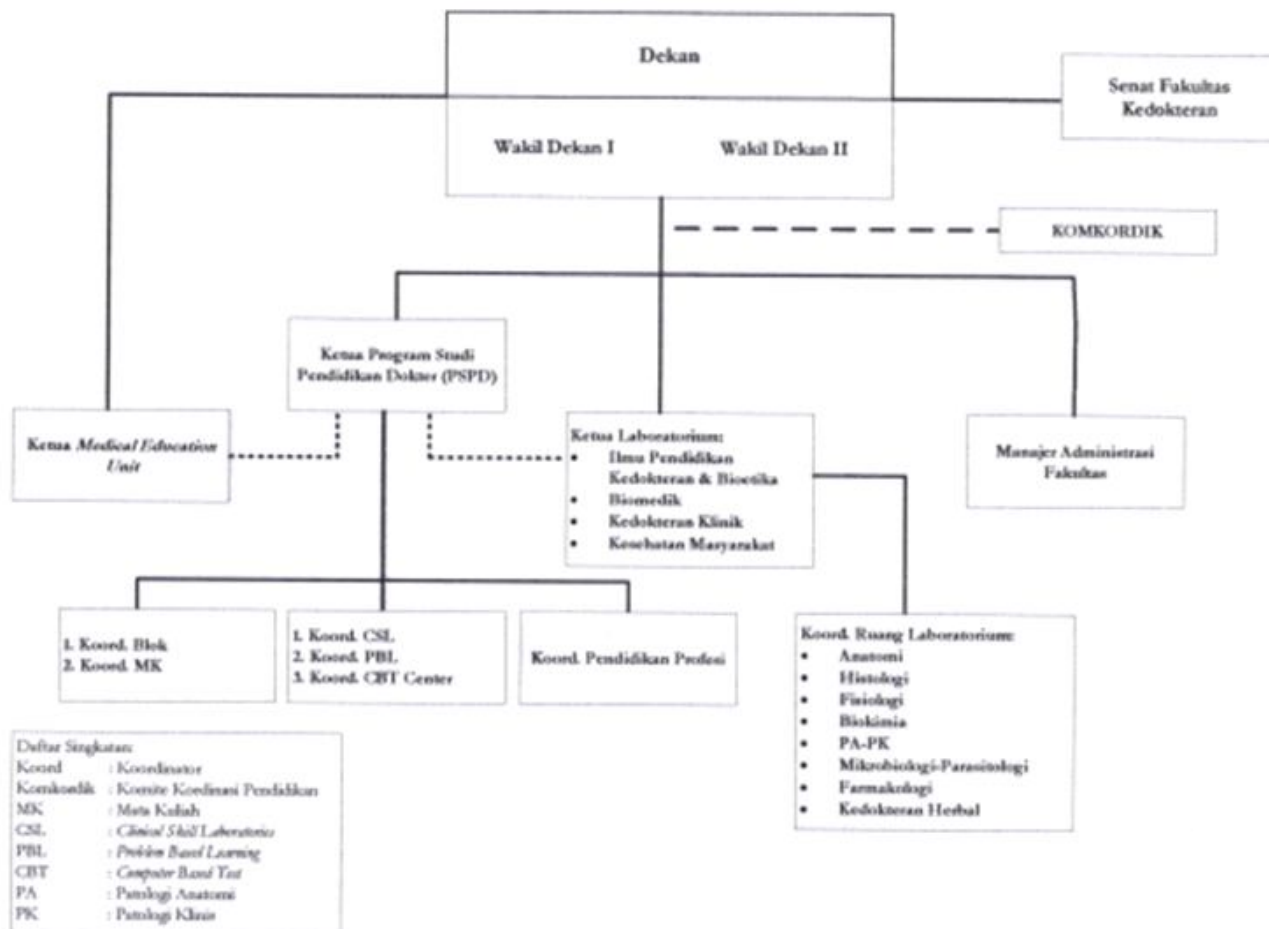 Dekan
Wakil Dekan I
Wakil Dekan II
Senat Fakultas
Kedokteran
KOMKORDIK
Ketua Program Studi
Pendidikan Dokter (PSPD)
Ketua Medical Education
Unit
Ketua Laboratorium:
• Ilmu Pendidikan
Kedokteran & Bioetika
• Biomedik
• Kedokteran Klinik
• Kesehatan Masyarakat
Manajer Administrasi
Fakultas
1. Koord. Blok
2. Koord. MK
1. Koord. CSL
2. Koord. PBL
3. Koord. CBT Center
Koord. Pendidikan Profesi
Koord. Ruang Laboratorium:
• Anatomi
• Histologi
• Fisiologi
• Biokimia
• PA-PK
• Mikrobiologi-Parasitologi
• Farmakologi
• Kedokteran Herbal
Daftar Singkatan:
Koord : Koordinator
Komkordik : Komite Koordinasi Pendidikan
MK : Mata Kuliah
CSL : Clinical Skill Laboratories
PBL : Problem Based Learning
CBT : Computer Based Test
PA : Patologi Anatomi
PK : Patologi Klinis